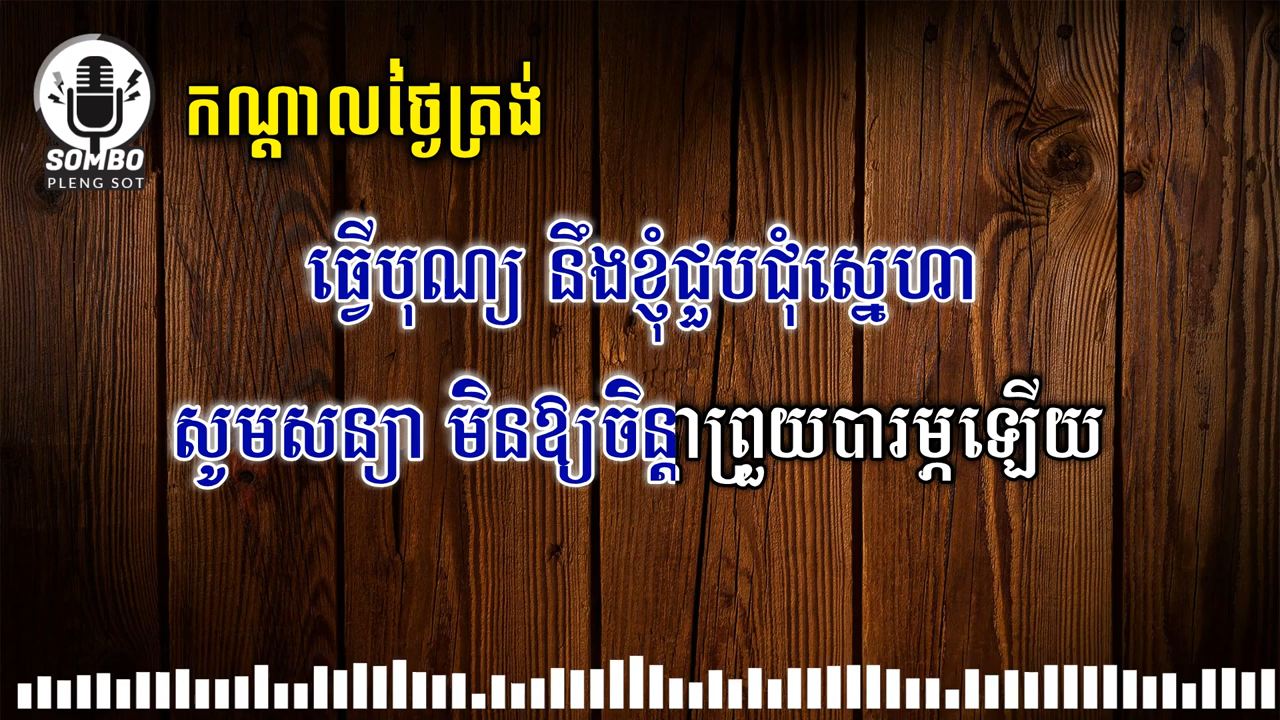 SOMBO
PLENG SOT
កណ្ដាលថ្ងៃត្រង់
ធ្វើបុណ្យ នឹងខ្ញុំជួបជុំស្នេហា
សូមសន្យា មិនឱ្យចិន្តាព្រួយបារម្ភឡើយ